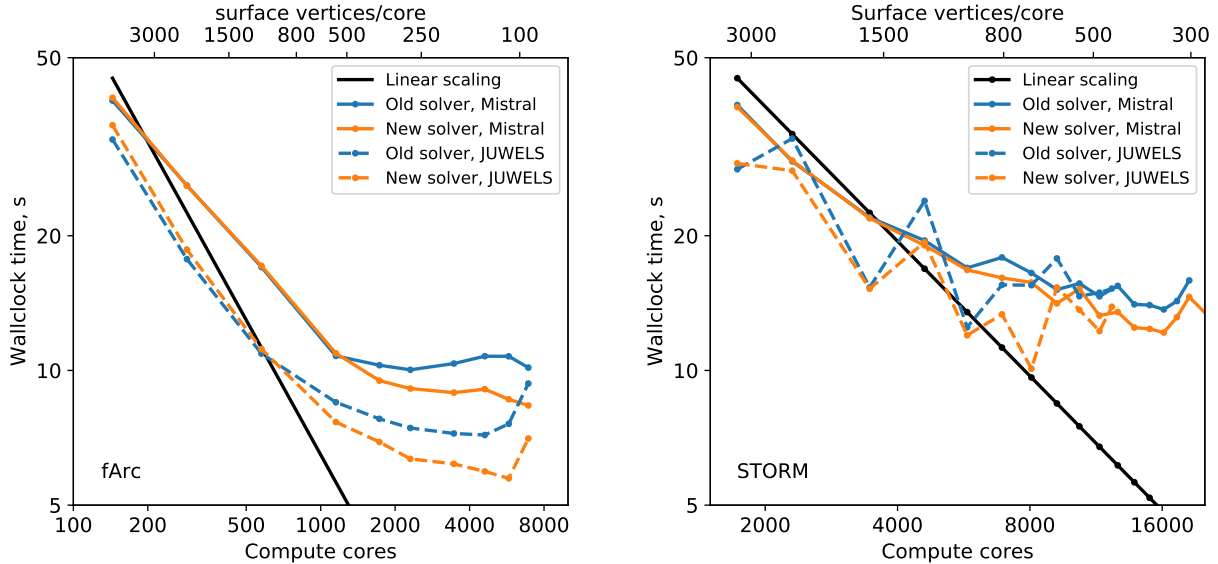 surface vertices/core
3000 1500 800 500 250 100
50
20
10
5
Wallclock time, s
Linear scaling
Old solver, Mistral
New solver, Mistral
Old solver, JUWELS
New solver, JUWELS
fArc
100 200 500 1000 2000 4000 8000
Compute cores
Surface vertices/core
3000 1500 800 500 300
50
20
10
5
Wallclock time, s
Linear scaling
Old solver, Mistral
New solver, Mistral
Old solver, JUWELS
New solver, JUWELS
STORM
2000 4000 8000 16000
Compute cores